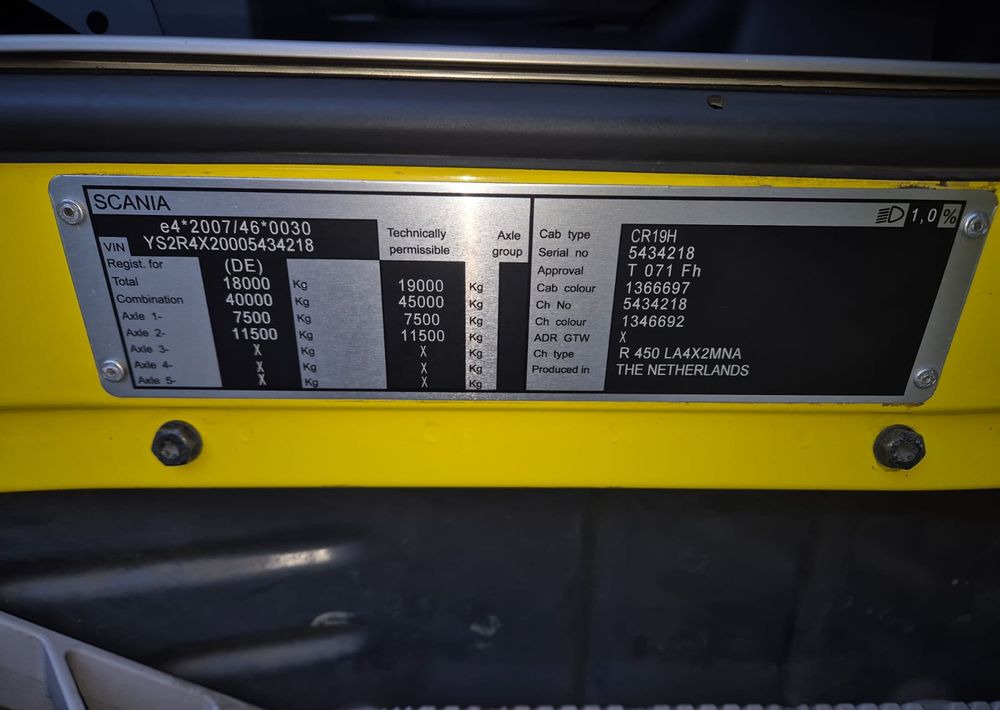 SCANIA
e4*2007/46*0030
VIN YS2R4X20005434218
Technically permissible
Axle group
Regist. for (DE)
Total 18000 Kg 19000 Kg
Combination 40000 Kg 45000 Kg
Axle 1- 7500 Kg 7500 Kg
Axle 2- 11500 Kg 11500 Kg
Axle 3- X Kg X Kg
Axle 4- X Kg X Kg
Axle 5- X Kg X Kg
1,0 %
Cab type CR19H
Serial no 5434218
Approval T 071 Fh
Cab colour 1366697
Ch No 5434218
Ch colour 1346692
ADR GTW X
Ch type R 450 LA4X2MNA
Produced in THE NETHERLANDS